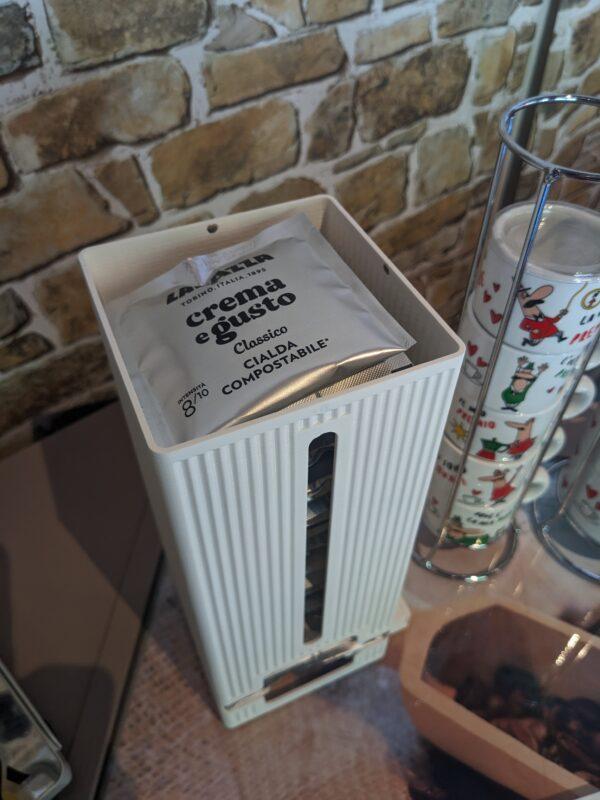 LAVAZZA
TORINO, ITALIA, 1895
crema
e gusto
Classico
CIALDA
COMPOSTABILE*
INTENSITÀ
8/10